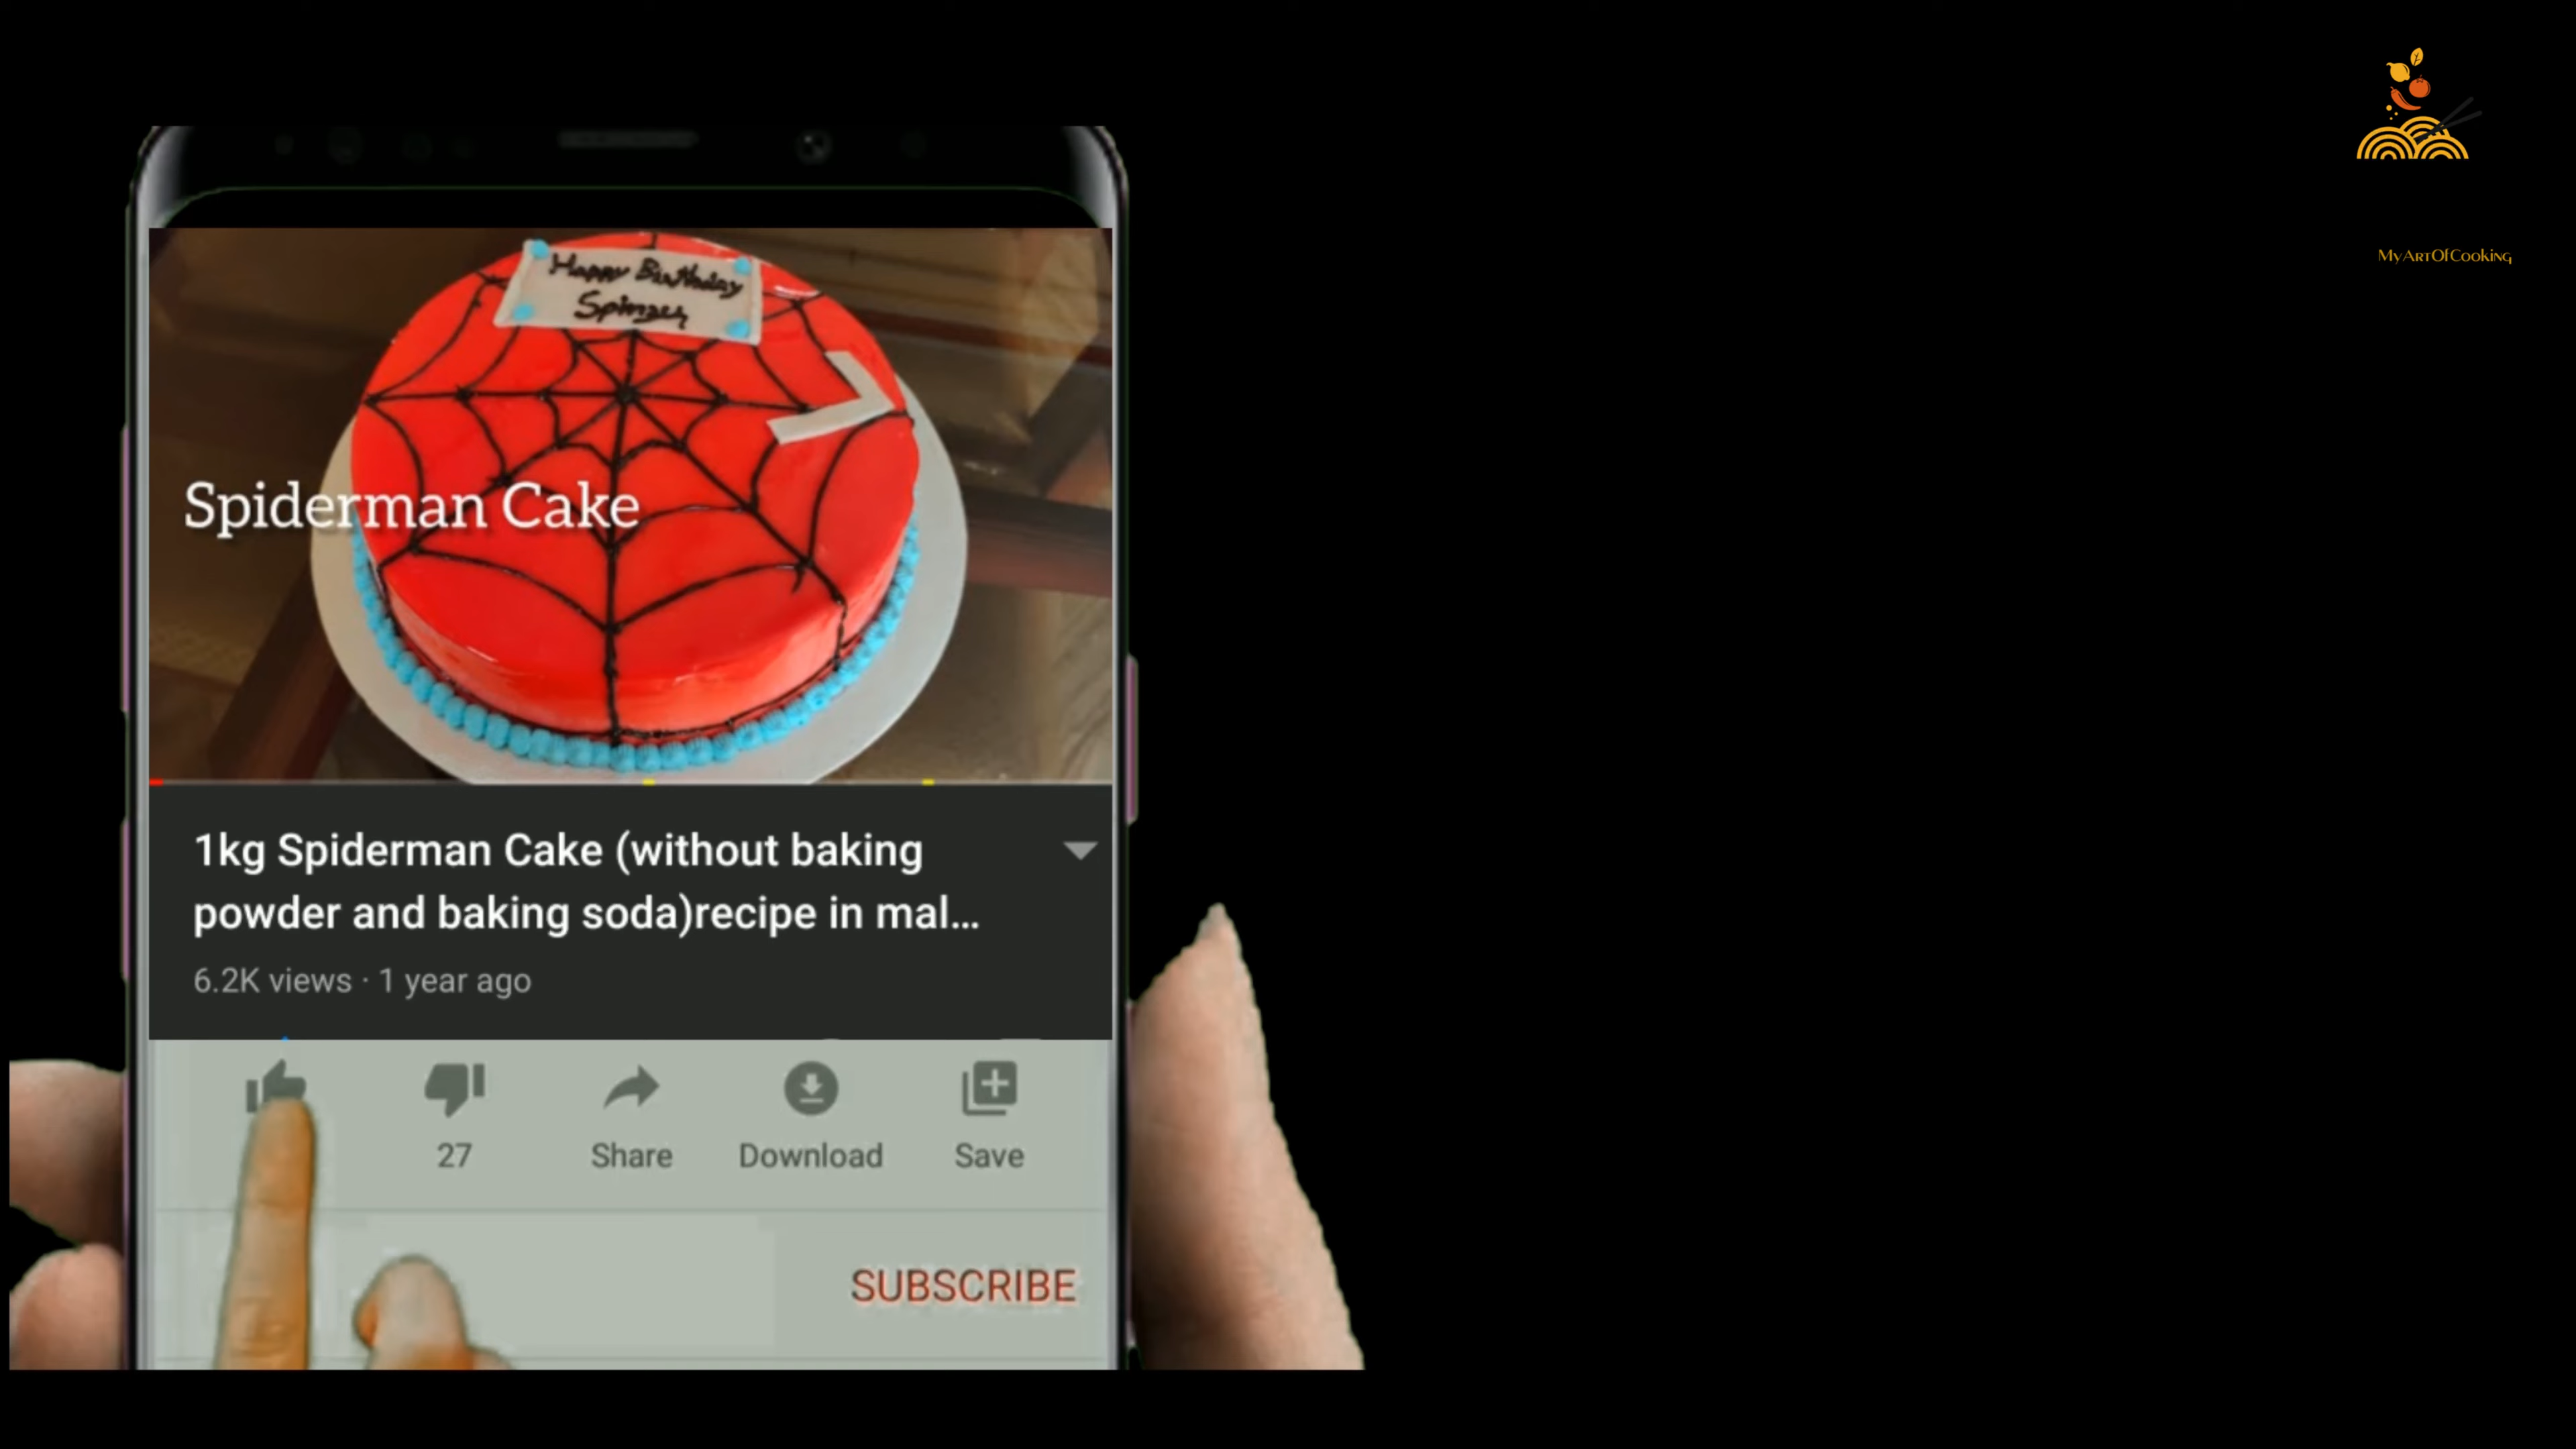 Happy Birthday
Spiderman Cake
1kg Spiderman Cake (without baking
powder and baking soda)recipe in mal...
6.2K views · 1 year ago
27
Share
Download
Save
SUBSCRIBE
MyArtOfCooking